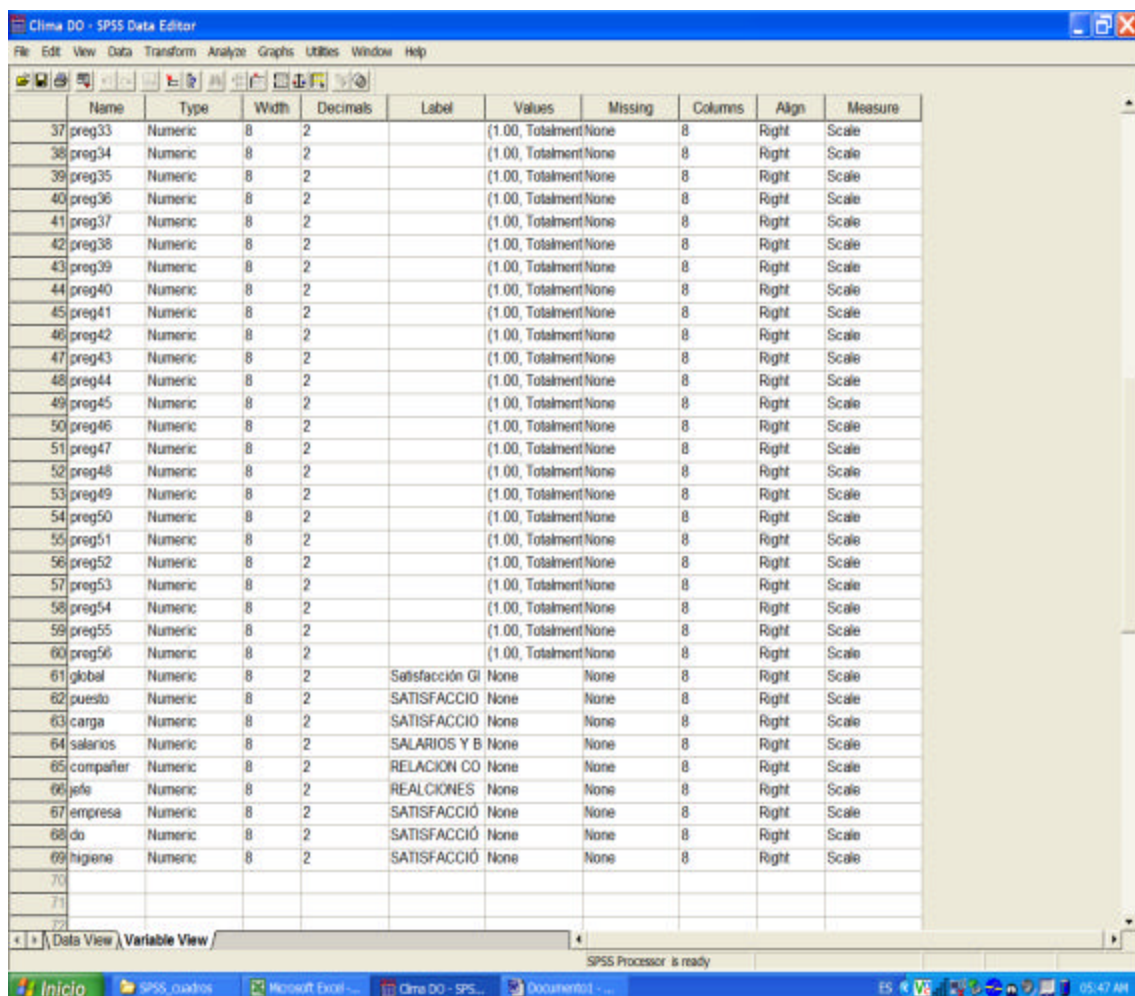 Clima DO - SPSS Data Editor
File Edit View Data Transform Analyze Graphs Utilities Window Help
Name Type Width Decimals Label Values Missing Columns Align Measure
37 preg33 Numeric 8 2 {1.00, Totalment None 8 Right Scale
38 preg34 Numeric 8 2 {1.00, Totalment None 8 Right Scale
39 preg35 Numeric 8 2 {1.00, Totalment None 8 Right Scale
40 preg36 Numeric 8 2 {1.00, Totalment None 8 Right Scale
41 preg37 Numeric 8 2 {1.00, Totalment None 8 Right Scale
42 preg38 Numeric 8 2 {1.00, Totalment None 8 Right Scale
43 preg39 Numeric 8 2 {1.00, Totalment None 8 Right Scale
44 preg40 Numeric 8 2 {1.00, Totalment None 8 Right Scale
45 preg41 Numeric 8 2 {1.00, Totalment None 8 Right Scale
46 preg42 Numeric 8 2 {1.00, Totalment None 8 Right Scale
47 preg43 Numeric 8 2 {1.00, Totalment None 8 Right Scale
48 preg44 Numeric 8 2 {1.00, Totalment None 8 Right Scale
49 preg45 Numeric 8 2 {1.00, Totalment None 8 Right Scale
50 preg46 Numeric 8 2 {1.00, Totalment None 8 Right Scale
51 preg47 Numeric 8 2 {1.00, Totalment None 8 Right Scale
52 preg48 Numeric 8 2 {1.00, Totalment None 8 Right Scale
53 preg49 Numeric 8 2 {1.00, Totalment None 8 Right Scale
54 preg50 Numeric 8 2 {1.00, Totalment None 8 Right Scale
55 preg51 Numeric 8 2 {1.00, Totalment None 8 Right Scale
56 preg52 Numeric 8 2 {1.00, Totalment None 8 Right Scale
57 preg53 Numeric 8 2 {1.00, Totalment None 8 Right Scale
58 preg54 Numeric 8 2 {1.00, Totalment None 8 Right Scale
59 preg55 Numeric 8 2 {1.00, Totalment None 8 Right Scale
60 preg56 Numeric 8 2 {1.00, Totalment None 8 Right Scale
61 global Numeric 8 2 Satisfacción Gl None None 8 Right Scale
62 puesto Numeric 8 2 SATISFACCIO None None 8 Right Scale
63 carga Numeric 8 2 SATISFACCIO None None 8 Right Scale
64 salarios Numeric 8 2 SALARIOS Y B None None 8 Right Scale
65 compañer Numeric 8 2 RELACION CO None None 8 Right Scale
66 jefe Numeric 8 2 REALCIONES None None 8 Right Scale
67 empresa Numeric 8 2 SATISFACCIÓ None None 8 Right Scale
68 do Numeric 8 2 SATISFACCIÓ None None 8 Right Scale
69 higiene Numeric 8 2 SATISFACCIÓ None None 8 Right Scale
70
71
72
Data View Variable View
SPSS Processor is ready
Inicio SPSS_cuadros Microsoft Excel -... Clima DO - SPS... Documento1 - ... ES 05:47 AM